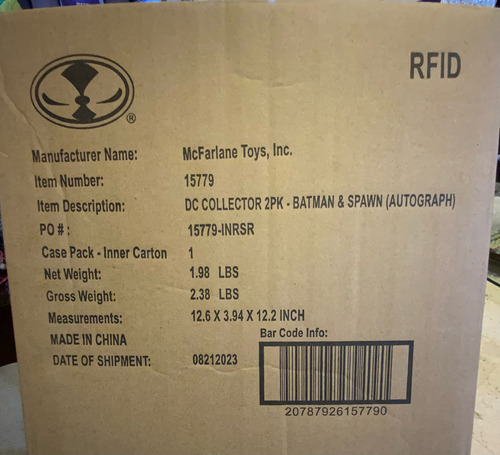 RFID
®
Manufacturer Name: McFarlane Toys, Inc.
Item Number: 15779
Item Description: DC COLLECTOR 2PK - BATMAN & SPAWN (AUTOGRAPH)
PO # : 15779-INRSR
Case Pack - Inner Carton 1
Net Weight: 1.98 LBS
Gross Weight: 2.38 LBS
Measurements: 12.6 X 3.94 X 12.2 INCH
MADE IN CHINA
Bar Code Info:
DATE OF SHIPMENT: 08212023
20787926157790